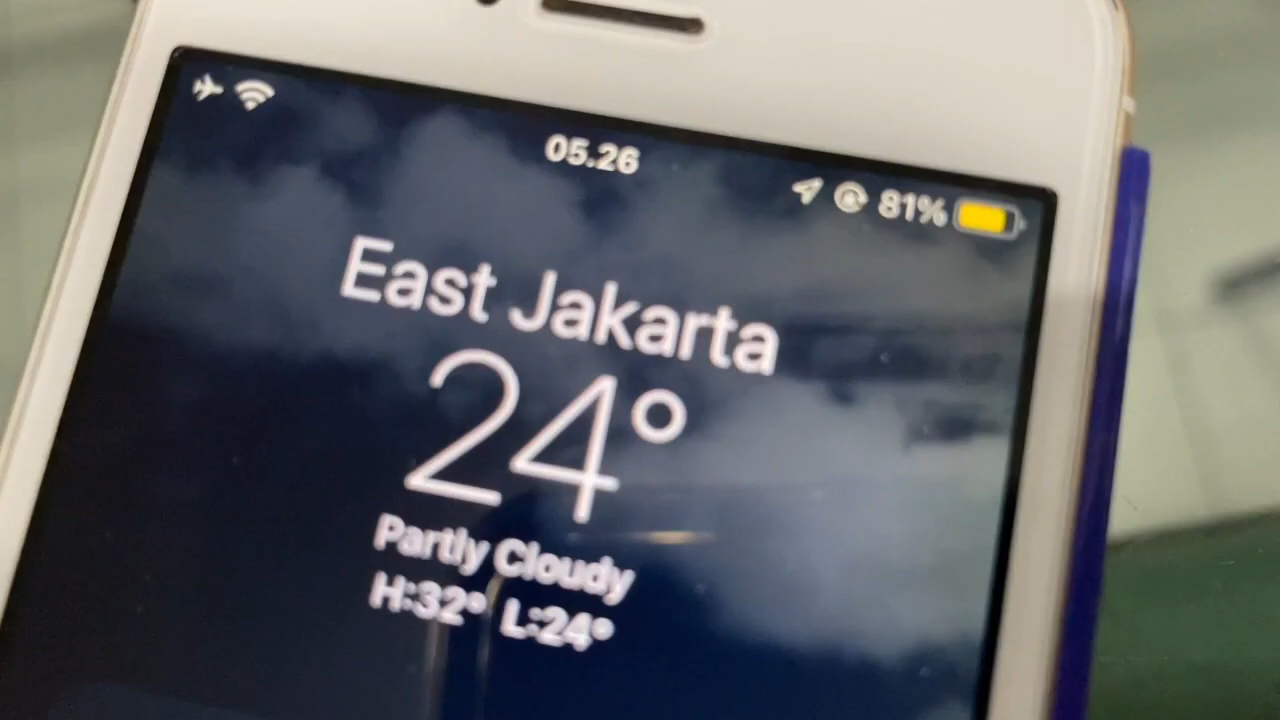 05.26
81%
East Jakarta
24°
Partly Cloudy
H:32° L:24°